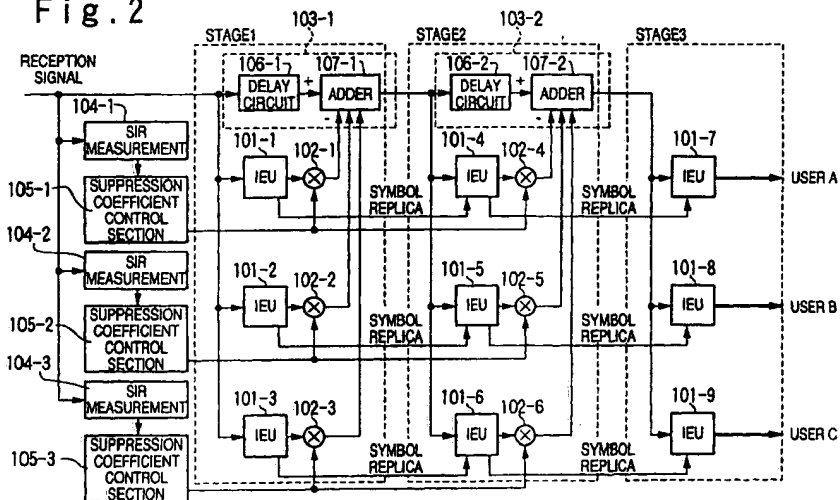 Fig. 2
103-1
103-2
STAGE1
STAGE2
STAGE3
RECEPTION
SIGNAL
106-1
107-1
106-2
107-2
DELAY
CIRCUIT
+
ADDER
-
DELAY
CIRCUIT
+
ADDER
-
104-1
SIR
MEASUREMENT
101-1
102-1
101-4
102-4
101-7
IEU
IEU
IEU
USER A
105-1
SUPPRESSION
COEFFICIENT
CONTROL
SECTION
SYMBOL
REPLICA
SYMBOL
REPLICA
104-2
SIR
MEASUREMENT
101-2
102-2
101-5
102-5
101-8
IEU
IEU
IEU
USER B
105-2
SUPPRESSION
COEFFICIENT
CONTROL
SECTION
SYMBOL
REPLICA
SYMBOL
REPLICA
104-3
SIR
MEASUREMENT
101-3
102-3
101-6
102-6
101-9
IEU
IEU
IEU
USER C
105-3
SUPPRESSION
COEFFICIENT
CONTROL
SECTION
SYMBOL
REPLICA
SYMBOL
REPLICA